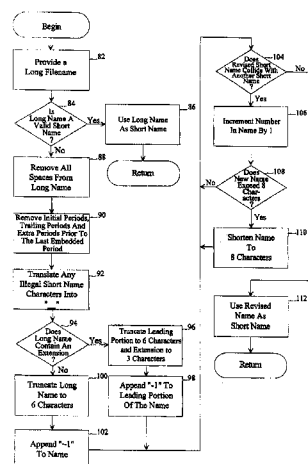 Begin
Provide a
Long Filename
82
84
Is
Long Name A
Valid Short
Name
?
Yes
86
Use Long Name
As Short Name
Return
No
88
Remove All
Spaces From
Long Name
90
Remove Initial Periods,
Trailing Periods And
Extra Periods Prior To
The Last Embedded
Period
92
Translate Any
Illegal Short Name
Characters Into
94
Does
Long Name
Contain An
Extension
?
Yes
96
Truncate Leading
Portion to 6 Characters
and Extension to
3 Characters
No
98
Append "~1" To
Leading Portion
Of The Name
100
Truncate Long
Name to
6 Characters
102
Append "~1"
To Name
104
Does
Revised Short
Name Collide With
Another Short
Name
?
No
Yes
106
Increment Number
In Name By 1
108
Does
New Name
Exceed 8
Char-
acters
?
No
Yes
110
Shorten Name
To
8 Characters
112
Use Revised
Name As
Short Name
Return